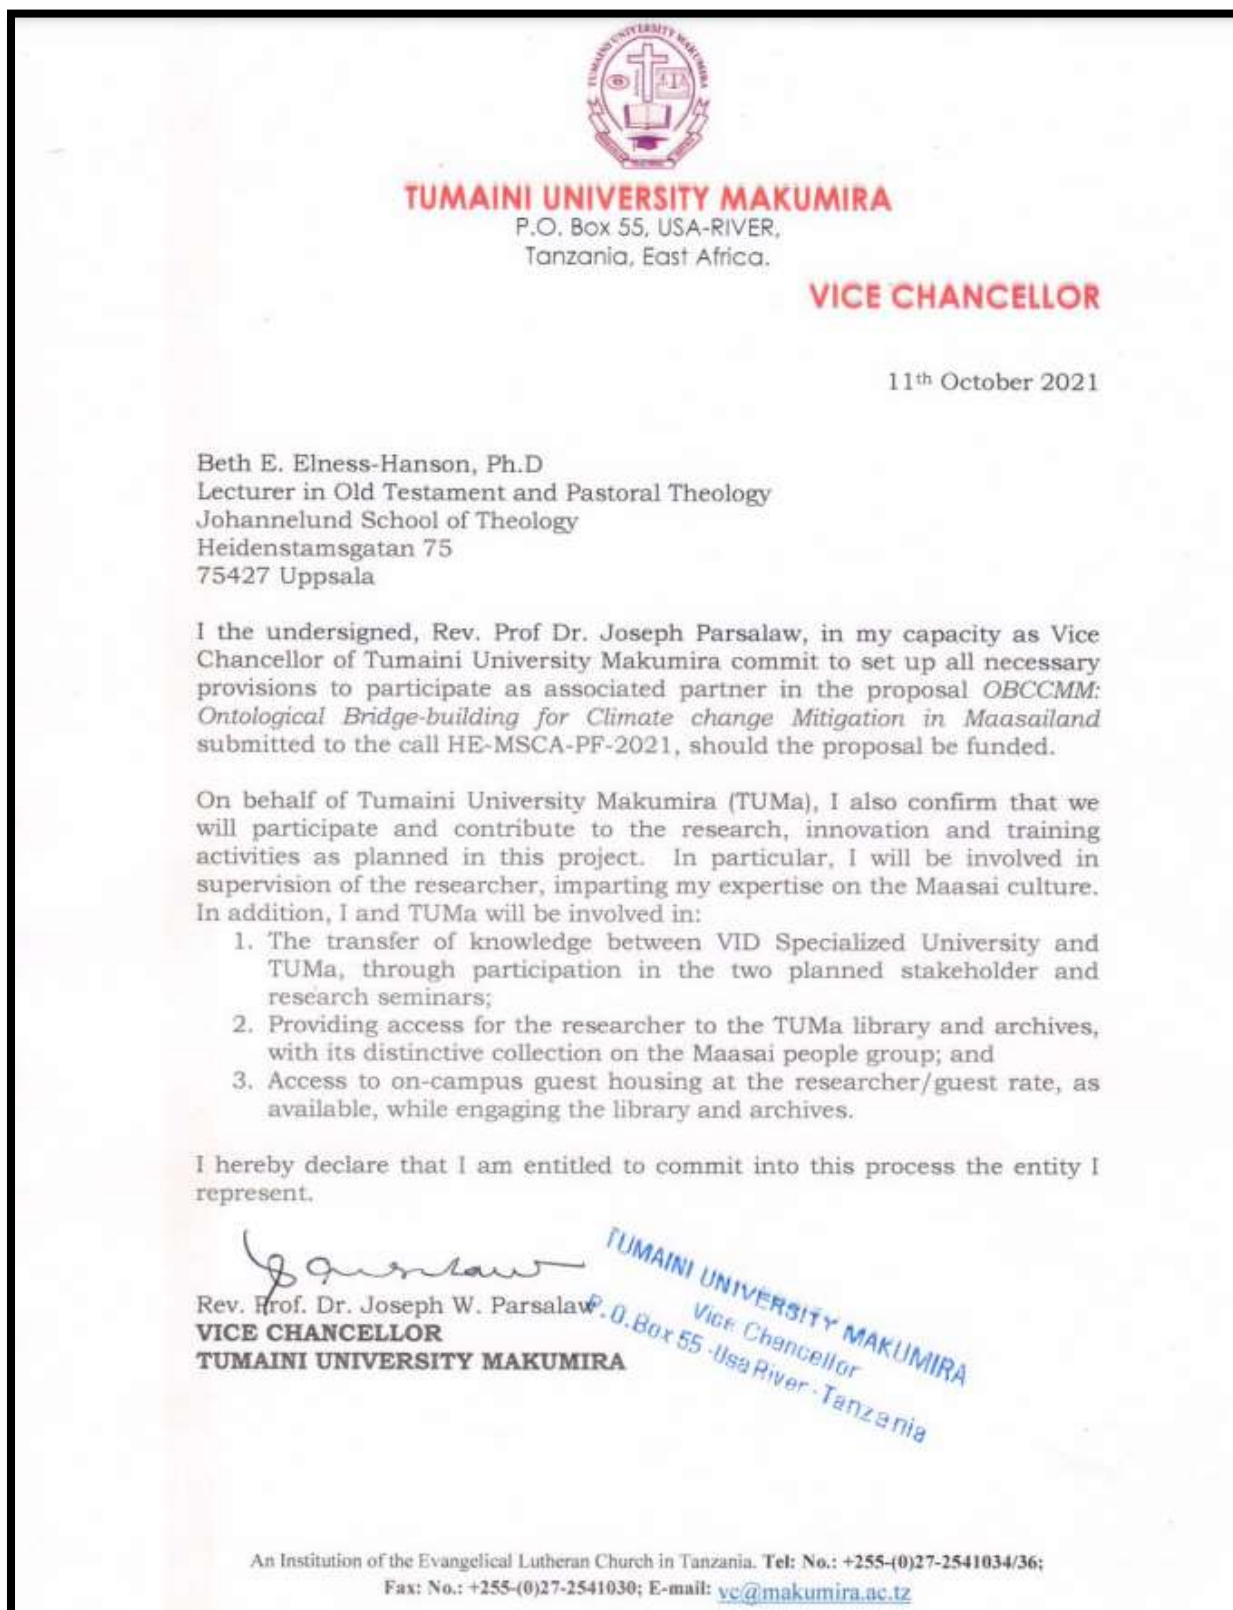 TUMAINI UNIVERSITY MAKUMIRA
TUMAINI UNIVERSITY MAKUMIRA
P.O. Box 55, USA-RIVER,
Tanzania, East Africa.
VICE CHANCELLOR
11th October 2021
Beth E. Elness-Hanson, Ph.D
Lecturer in Old Testament and Pastoral Theology
Johannelund School of Theology
Heidenstamsgatan 75
75427 Uppsala
I the undersigned, Rev. Prof Dr. Joseph Parsalaw, in my capacity as Vice
Chancellor of Tumaini University Makumira commit to set up all necessary
provisions to participate as associated partner in the proposal OBCCMM:
Ontological Bridge-building for Climate change Mitigation in Maasailand
submitted to the call HE-MSCA-PF-2021, should the proposal be funded.
On behalf of Tumaini University Makumira (TUMa), I also confirm that we
will participate and contribute to the research, innovation and training
activities as planned in this project. In particular, I will be involved in
supervision of the researcher, imparting my expertise on the Maasai culture.
In addition, I and TUMa will be involved in:
1. The transfer of knowledge between VID Specialized University and
TUMa, through participation in the two planned stakeholder and
research seminars;
2. Providing access for the researcher to the TUMa library and archives,
with its distinctive collection on the Maasai people group; and
3. Access to on-campus guest housing at the researcher/guest rate, as
available, while engaging the library and archives.
I hereby declare that I am entitled to commit into this process the entity I
represent.
Rev. Prof. Dr. Joseph W. Parsalaw
VICE CHANCELLOR
TUMAINI UNIVERSITY MAKUMIRA
TUMAINI UNIVERSITY MAKUMIRA
Vice Chancellor
P.O.Box 55 - Usa River - Tanzania
An Institution of the Evangelical Lutheran Church in Tanzania. Tel: No.: +255-(0)27-2541034/36;
Fax: No.: +255-(0)27-2541030; E-mail: vc@makumira.ac.tz